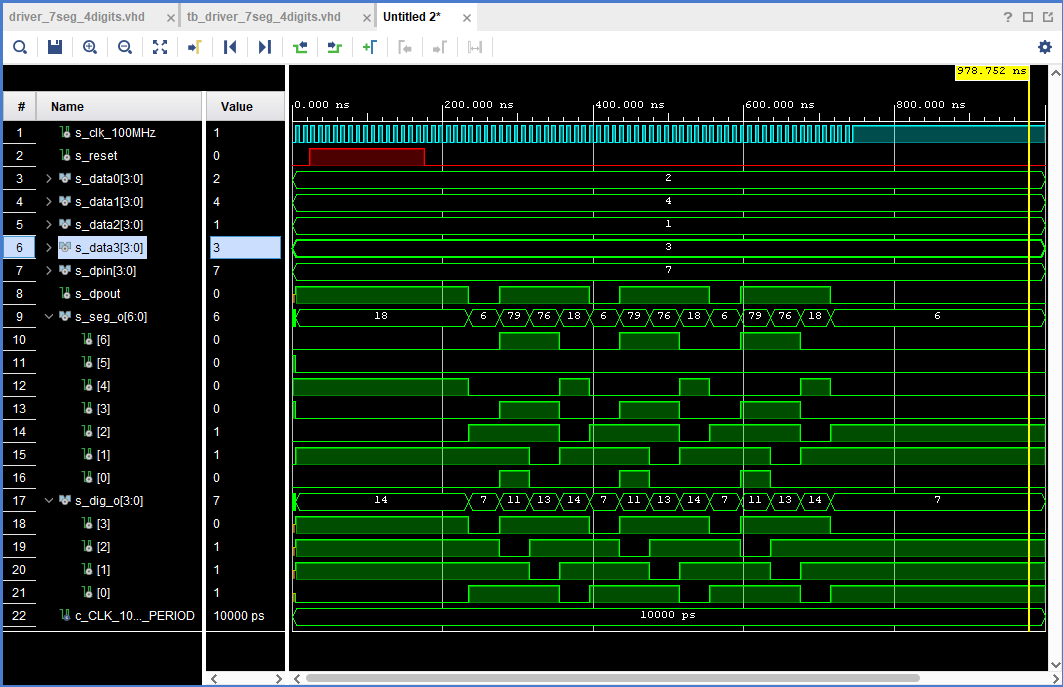 driver_7seg_4digits.vhd × tb_driver_7seg_4digits.vhd × Untitled 2* × ?
978.752 ns
# Name Value 0.000 ns 200.000 ns 400.000 ns 600.000 ns 800.000 ns
1 s_clk_100MHz 1
2 s_reset 0
3 s_data0[3:0] 2 2
4 s_data1[3:0] 4 4
5 s_data2[3:0] 1 1
6 s_data3[3:0] 3 3
7 s_dpin[3:0] 7 7
8 s_dpout 0
9 s_seg_o[6:0] 6 18 6 79 76 18 6 79 76 18 6 79 76 18 6
10 [6] 0
11 [5] 0
12 [4] 0
13 [3] 0
14 [2] 1
15 [1] 1
16 [0] 0
17 s_dig_o[3:0] 7 14 7 11 13 14 7 11 13 14 7 11 13 14 7
18 [3] 0
19 [2] 1
20 [1] 1
21 [0] 1
22 c_CLK_10..._PERIOD 10000 ps 10000 ps